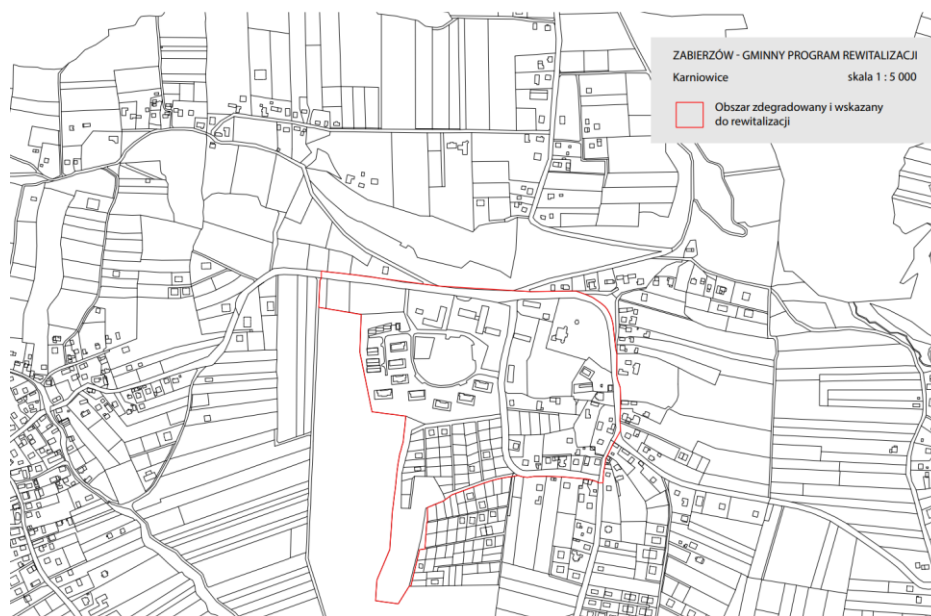 ZABIERZÓW - GMINNY PROGRAM REWITALIZACJI
Karniowice skala 1 : 5 000
Obszar zdegradowany i wskazany
do rewitalizacji